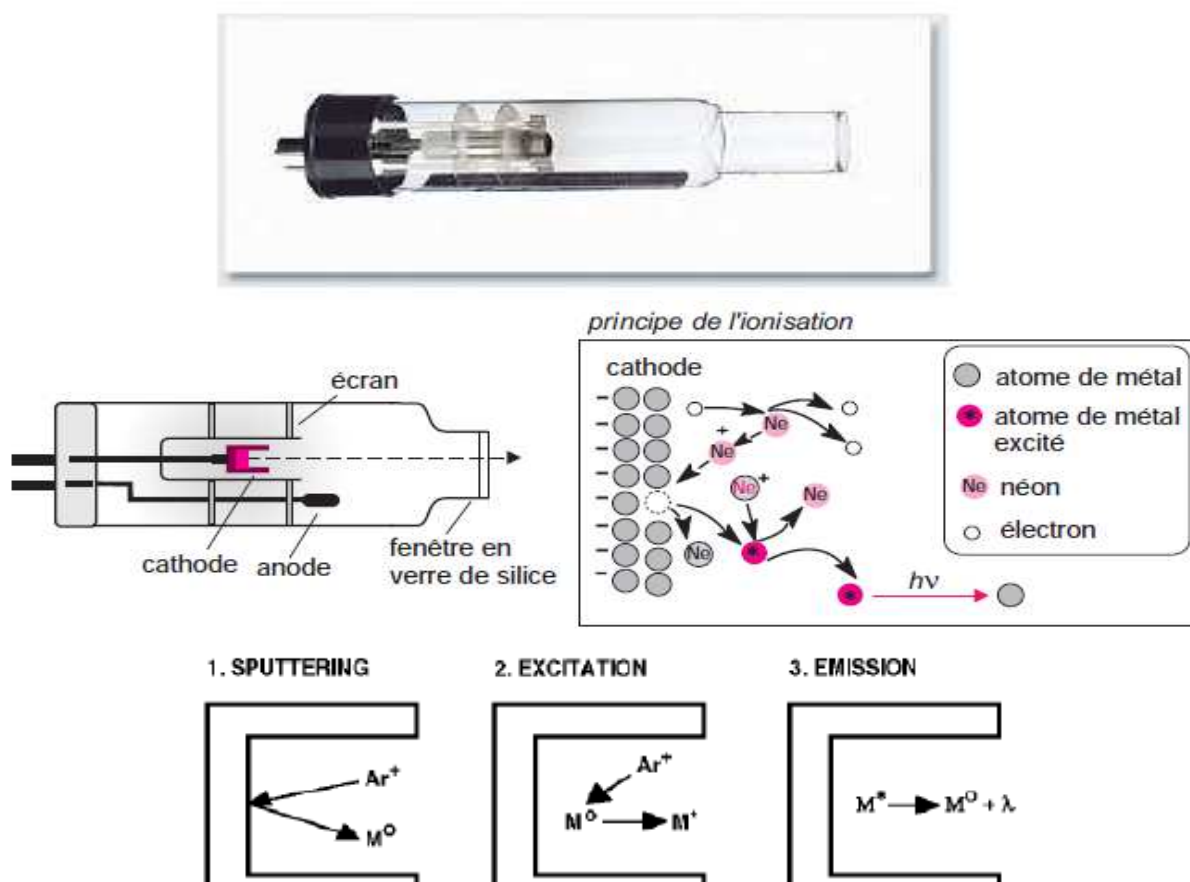 principe de l'ionisation
cathode
écran
cathode
anode
fenêtre en
verre de silice
+
Ne
Ne
Ne+
Ne
Ne
*
*
hν
atome de métal
* atome de métal
excité
Ne néon
électron
1. SPUTTERING
2. EXCITATION
3. EMISSION
Ar+
M°
Ar+
M° M+
M* M° + λ